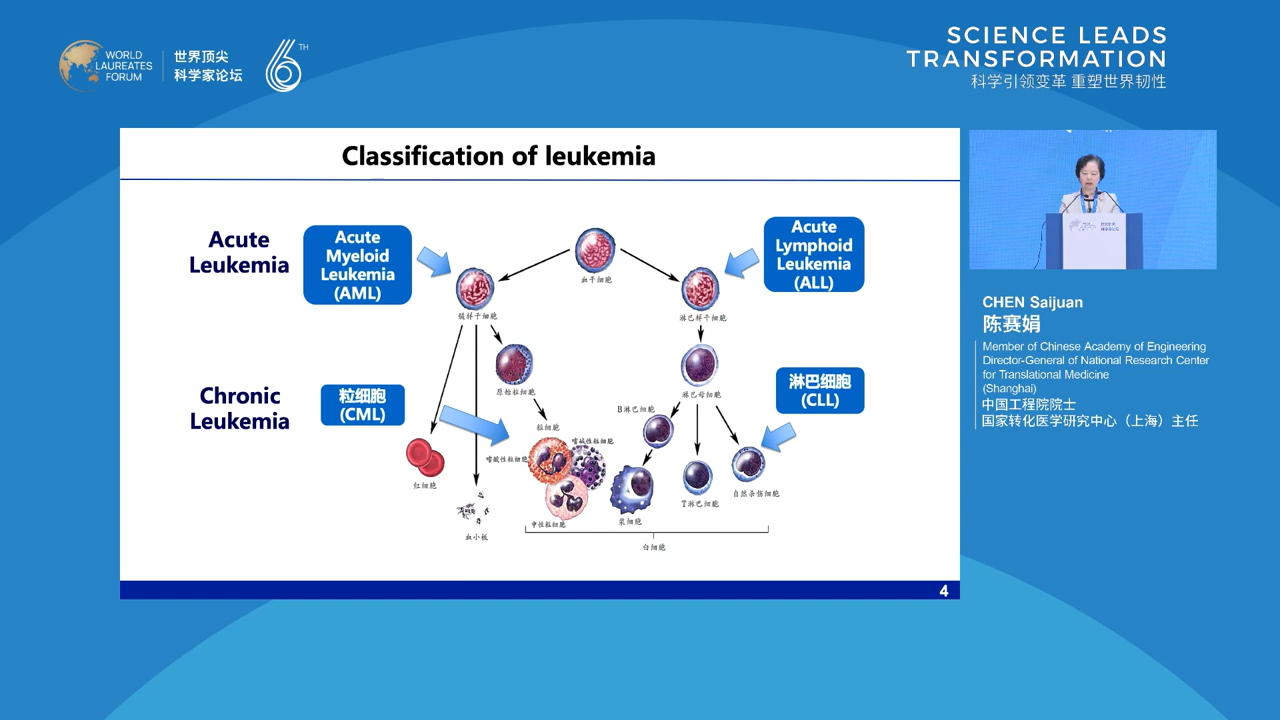 WORLD
LAUREATES
FORUM
世界顶尖
科学家论坛
6TH
SCIENCE LEADS
TRANSFORMATION
科学引领变革 重塑世界韧性
Classification of leukemia
Acute
Leukemia
Acute
Myeloid
Leukemia
(AML)
Acute
Lymphoid
Leukemia
(ALL)
血干细胞
髓样干细胞
淋巴样干细胞
原始粒细胞
淋巴母细胞
Chronic
Leukemia
粒细胞
(CML)
淋巴细胞
(CLL)
粒细胞
B淋巴细胞
嗜碱性粒细胞
嗜酸性粒细胞
红细胞
中性粒细胞
浆细胞
T淋巴细胞
自然杀伤细胞
血小板
白细胞
4
CHEN Saijuan
陈赛娟
Member of Chinese Academy of Engineering
Director-General of National Research Center
for Translational Medicine
(Shanghai)
中国工程院院士
国家转化医学研究中心（上海）主任